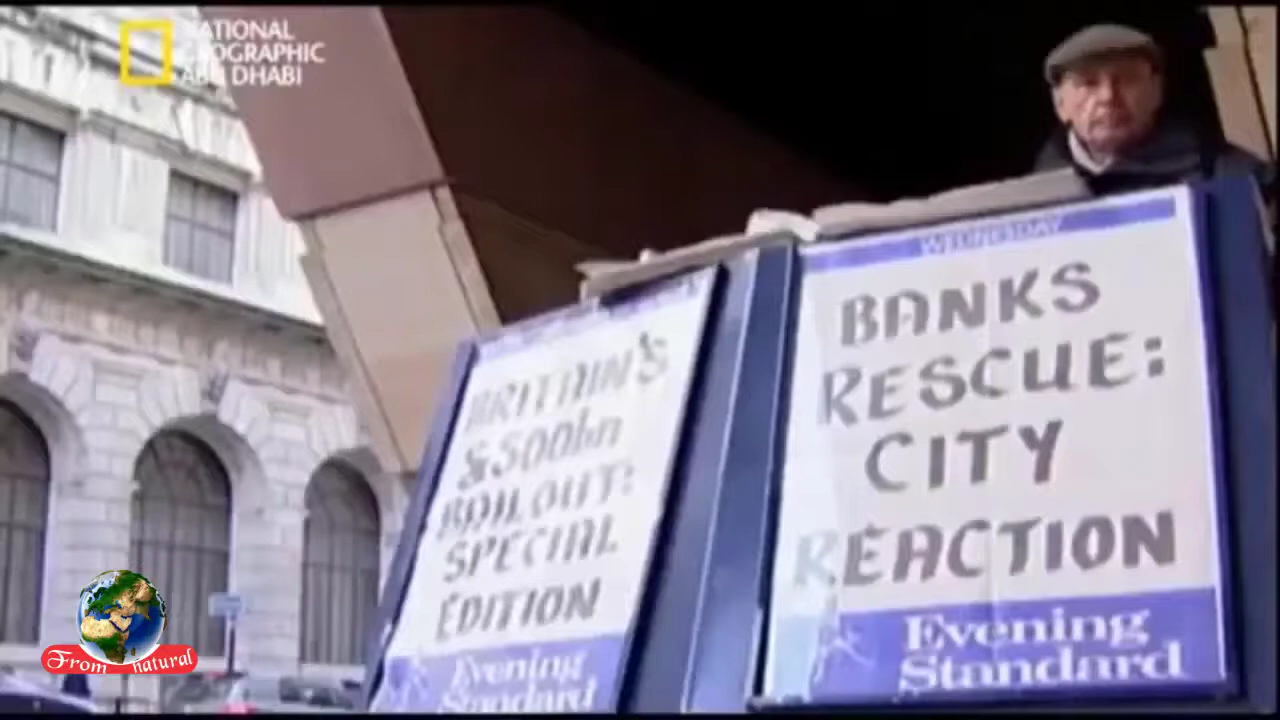 NATIONAL
GEOGRAPHIC
ABU DHABI
BRITAIN'S
£500bn
BAILOUT:
SPECIAL
EDITION
Evening
Standard
WEDNESDAY
BANKS
RESCUE:
CITY
REACTION
Evening
Standard
From natural